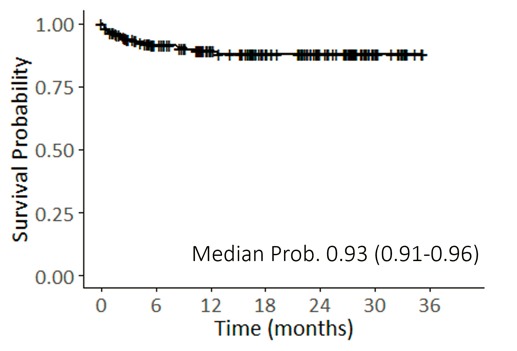 Survival Probability
1.00
0.75
0.50
0.25
0.00
Median Prob. 0.93 (0.91-0.96)
0 6 12 18 24 30 36
Time (months)